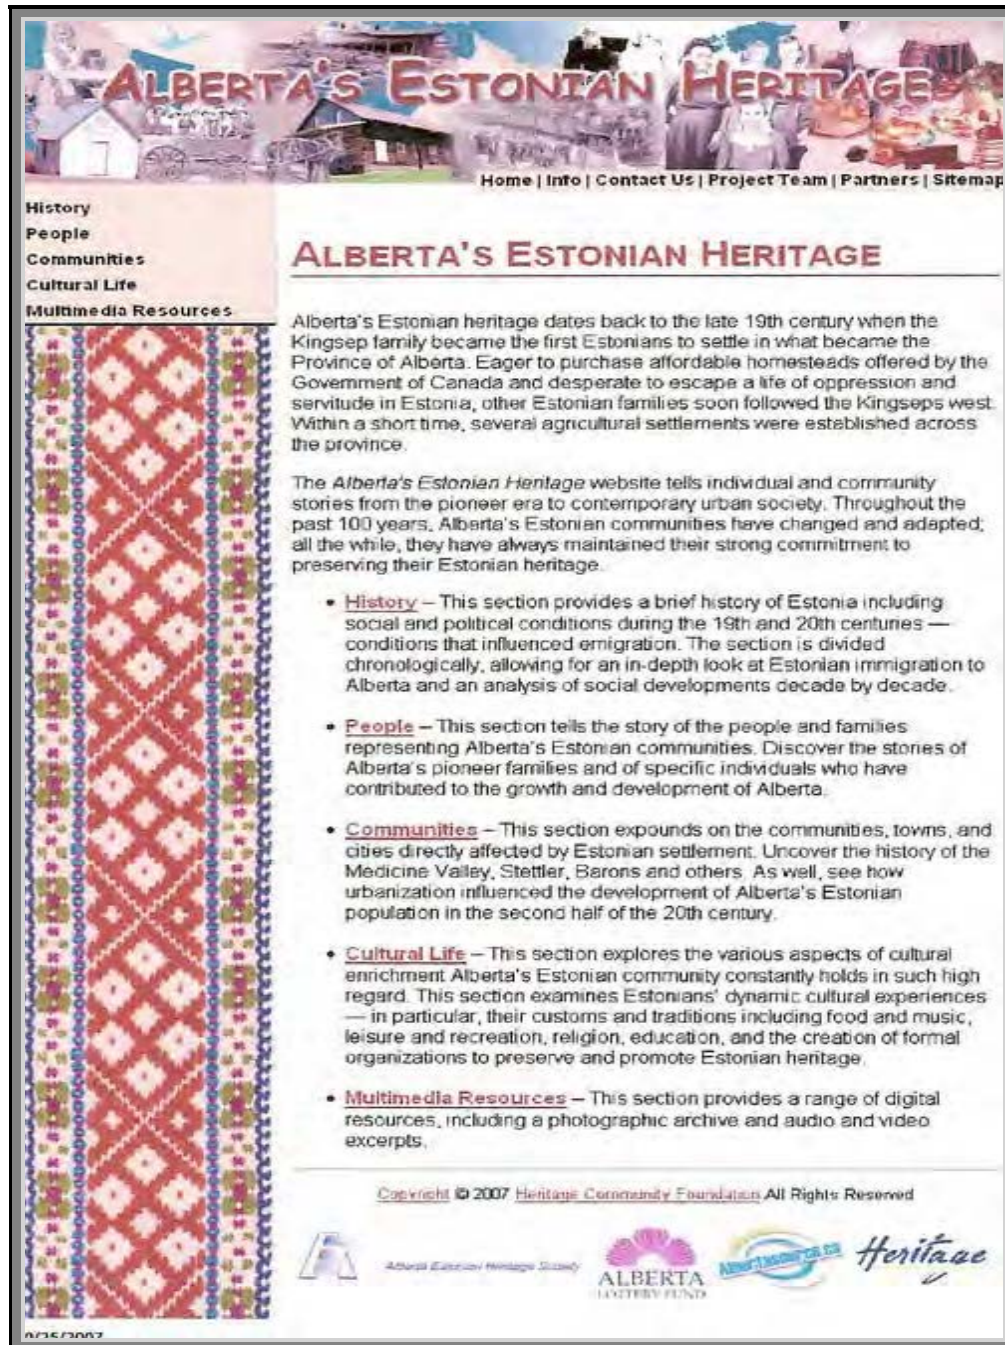 ALBERTA'S ESTONIAN HERITAGE
Home | Info | Contact Us | Project Team | Partners | Sitemap
History
People
Communities
Cultural Life
Multimedia Resources
ALBERTA'S ESTONIAN HERITAGE
Alberta's Estonian heritage dates back to the late 19th century when the
Kingsep family became the first Estonians to settle in what became the
Province of Alberta. Eager to purchase affordable homesteads offered by the
Government of Canada and desperate to escape a life of oppression and
servitude in Estonia, other Estonian families soon followed the Kingseps west.
Within a short time, several agricultural settlements were established across
the province.
The Alberta's Estonian Heritage website tells individual and community
stories from the pioneer era to contemporary urban society. Throughout the
past 100 years, Alberta's Estonian communities have changed and adapted;
all the while, they have always maintained their strong commitment to
preserving their Estonian heritage.
• History – This section provides a brief history of Estonia including
social and political conditions during the 19th and 20th centuries —
conditions that influenced emigration. The section is divided
chronologically, allowing for an in-depth look at Estonian immigration to
Alberta and an analysis of social developments decade by decade.
• People – This section tells the story of the people and families
representing Alberta's Estonian communities. Discover the stories of
Alberta's pioneer families and of specific individuals who have
contributed to the growth and development of Alberta.
• Communities – This section expounds on the communities, towns, and
cities directly affected by Estonian settlement. Uncover the history of the
Medicine Valley, Stettler, Barons and others. As well, see how
urbanization influenced the development of Alberta's Estonian
population in the second half of the 20th century.
• Cultural Life – This section explores the various aspects of cultural
enrichment Alberta's Estonian community constantly holds in such high
regard. This section examines Estonians' dynamic cultural experiences
— in particular, their customs and traditions including food and music,
leisure and recreation, religion, education, and the creation of formal
organizations to preserve and promote Estonian heritage.
• Multimedia Resources – This section provides a range of digital
resources, including a photographic archive and audio and video
excerpts.
Copyright © 2007 Heritage Community Foundation All Rights Reserved
Alberta Estonian Heritage Society
ALBERTA
LOTTERY FUND
Albertasource.ca
Heritage
9/25/2007